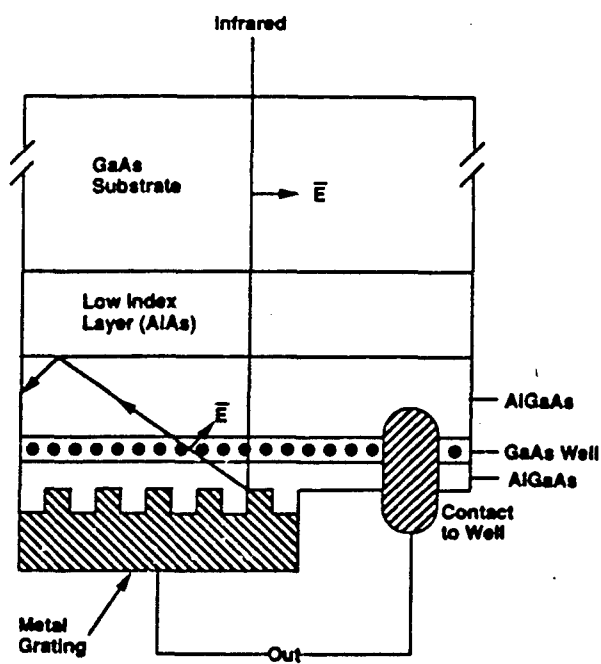 Infrared
GaAs
Substrate
E
Low Index
Layer (AlAs)
E
AlGaAs
GaAs Well
AlGaAs
Contact
to Well
Metal
Grating
Out